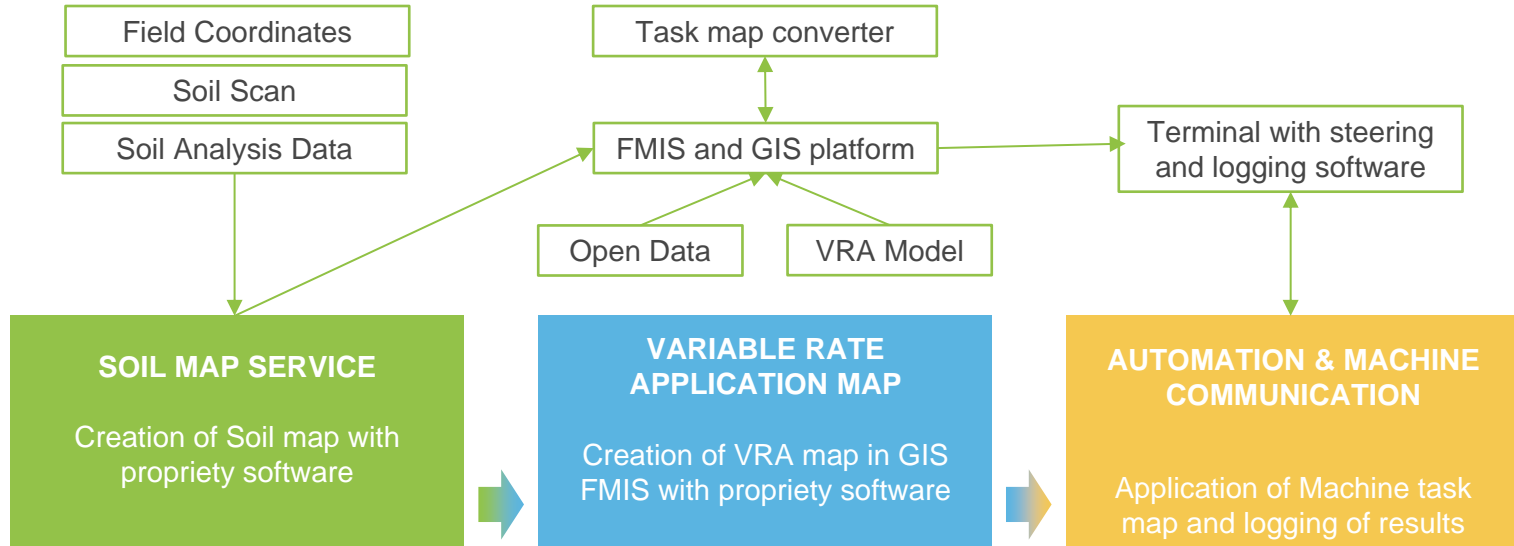 Field Coordinates
Soil Scan
Soil Analysis Data
Task map converter
FMIS and GIS platform
Open Data
VRA Model
Terminal with steering
and logging software
SOIL MAP SERVICE
Creation of Soil map with
propriety software
VARIABLE RATE
APPLICATION MAP
Creation of VRA map in GIS
FMIS with propriety software
AUTOMATION & MACHINE
COMMUNICATION
Application of Machine task
map and logging of results